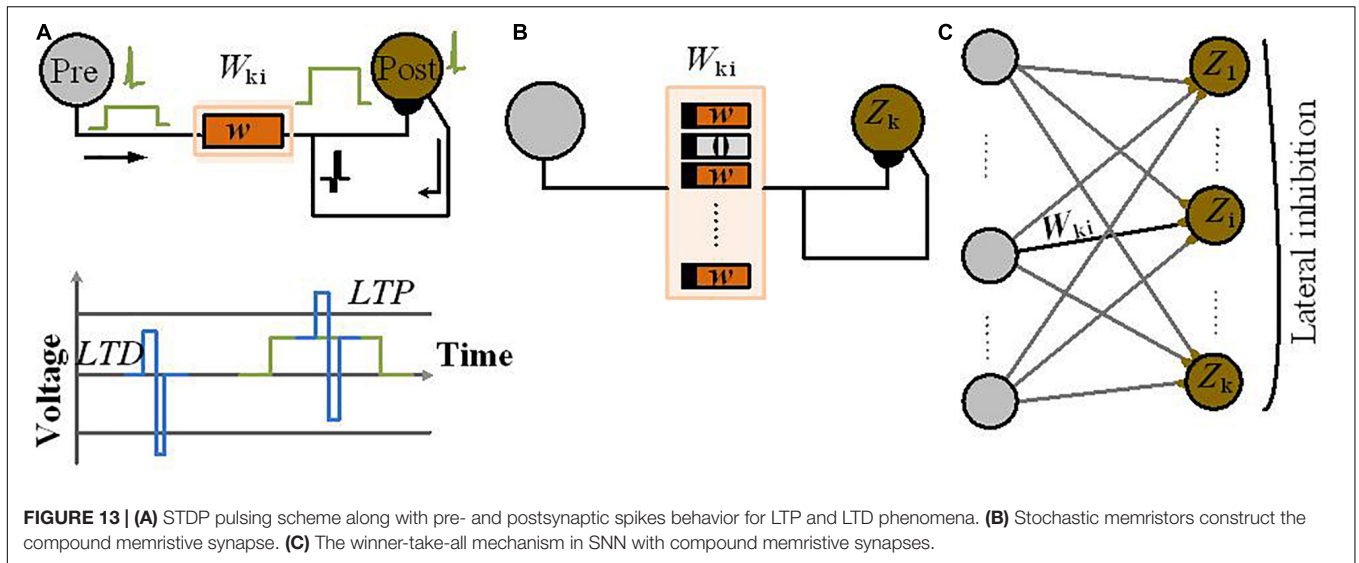 A
Pre
W_ki
Post
w
LTP
LTD
Time
Voltage
B
W_ki
w
0
w
w
Z_k
C
Z_1
Z_i
W_ki
Z_k
Lateral inhibition
FIGURE 13 | (A) STDP pulsing scheme along with pre- and postsynaptic spikes behavior for LTP and LTD phenomena. (B) Stochastic memristors construct the
compound memristive synapse. (C) The winner-take-all mechanism in SNN with compound memristive synapses.